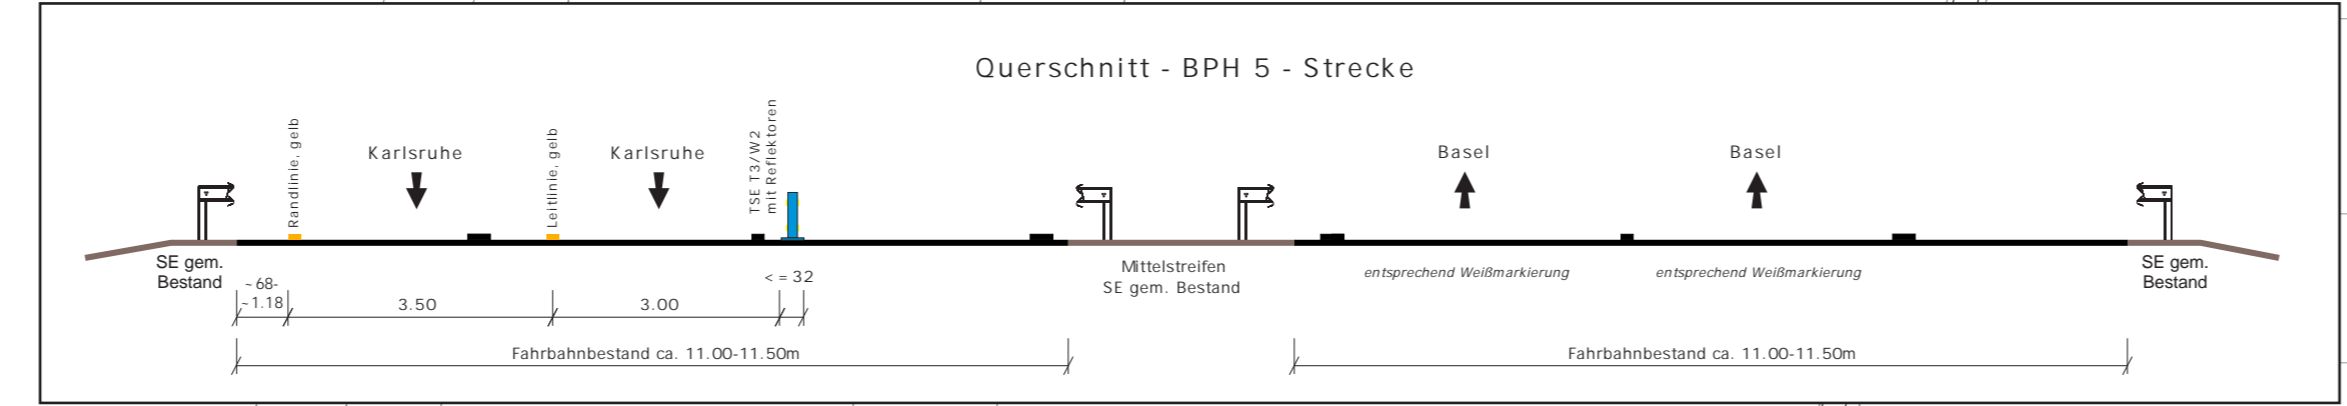 Querschnitt - BPH 5 - Strecke
Randlinie, gelb
Karlsruhe
Leitlinie, gelb
Karlsruhe
TSE T3/W2
mit Reflektoren
Basel
Basel
SE gem.
Bestand
~68-
~1.18
3.50
3.00
< = 32
Mittelstreifen
SE gem. Bestand
entsprechend Weißmarkierung
entsprechend Weißmarkierung
SE gem.
Bestand
Fahrbahnbestand ca. 11.00-11.50m
Fahrbahnbestand ca. 11.00-11.50m